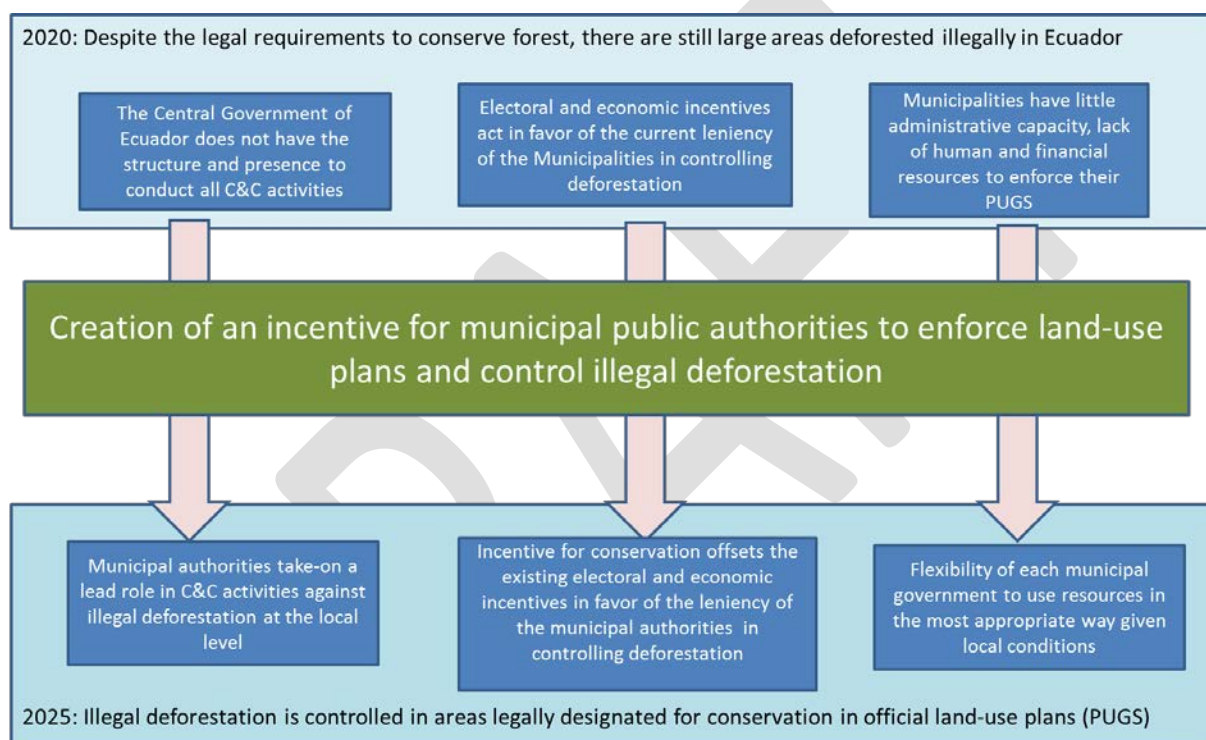 2020: Despite the legal requirements to conserve forest, there are still large areas deforested illegally in Ecuador
The Central Government of
Ecuador does not have the
structure and presence to
conduct all C&C activities
Electoral and economic incentives
act in favor of the current leniency
of the Municipalities in controlling
deforestation
Municipalities have little
administrative capacity, lack
of human and financial
resources to enforce their
PUGS
Creation of an incentive for municipal public authorities to enforce land-use
plans and control illegal deforestation
Municipal authorities take-on
a lead role in C&C activities against
illegal deforestation at the local
level
Incentive for conservation offsets the
existing electoral and economic
incentives in favor of the leniency of
the municipal authorities in
controlling deforestation
Flexibility of each municipal
government to use resources in
the most appropriate way given
local conditions
2025: Illegal deforestation is controlled in areas legally designated for conservation in official land-use plans (PUGS)
DRAFT